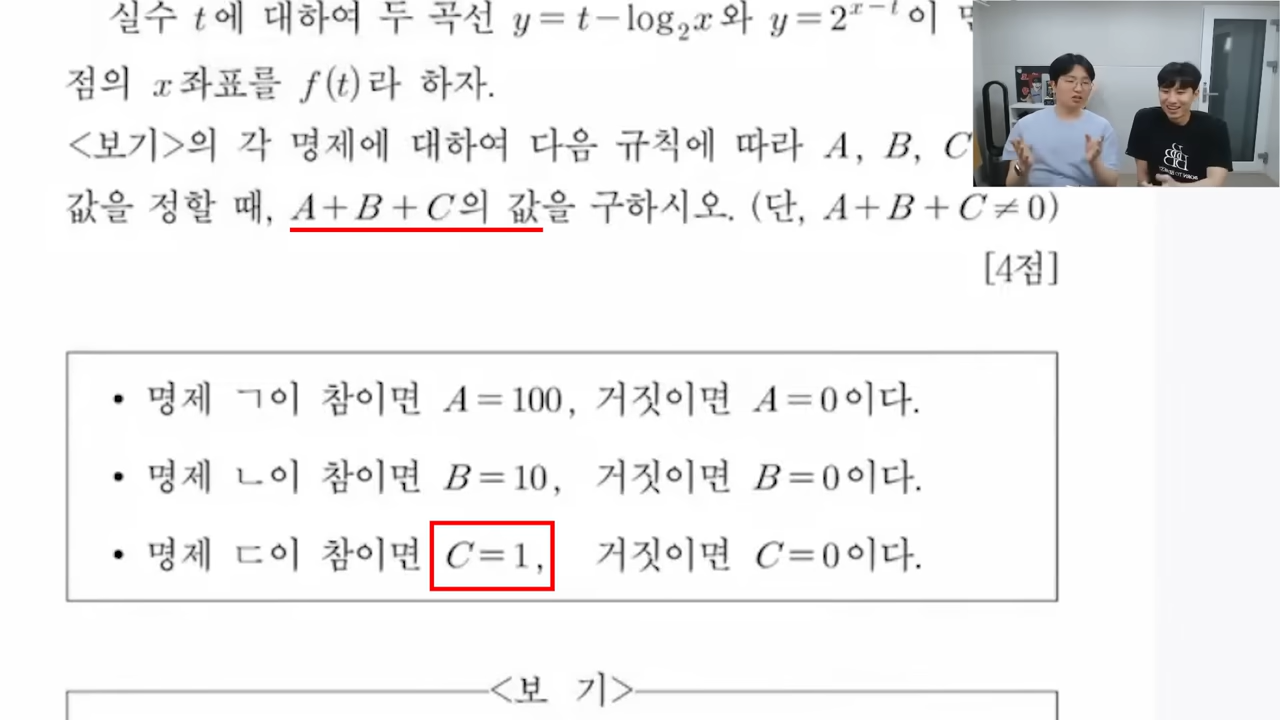 실수 t에 대하여 두 곡선 y=t-log₂x와 y=2^{x-t}이
점의 x좌표를 f(t)라 하자.
<보기>의 각 명제에 대하여 다음 규칙에 따라 A, B, C
값을 정할 때, A+B+C의 값을 구하시오. (단, A+B+C≠0)
[4점]
• 명제 ㄱ이 참이면 A=100, 거짓이면 A=0이다.
• 명제 ㄴ이 참이면 B=10, 거짓이면 B=0이다.
• 명제 ㄷ이 참이면 C=1, 거짓이면 C=0이다.
<보 기>